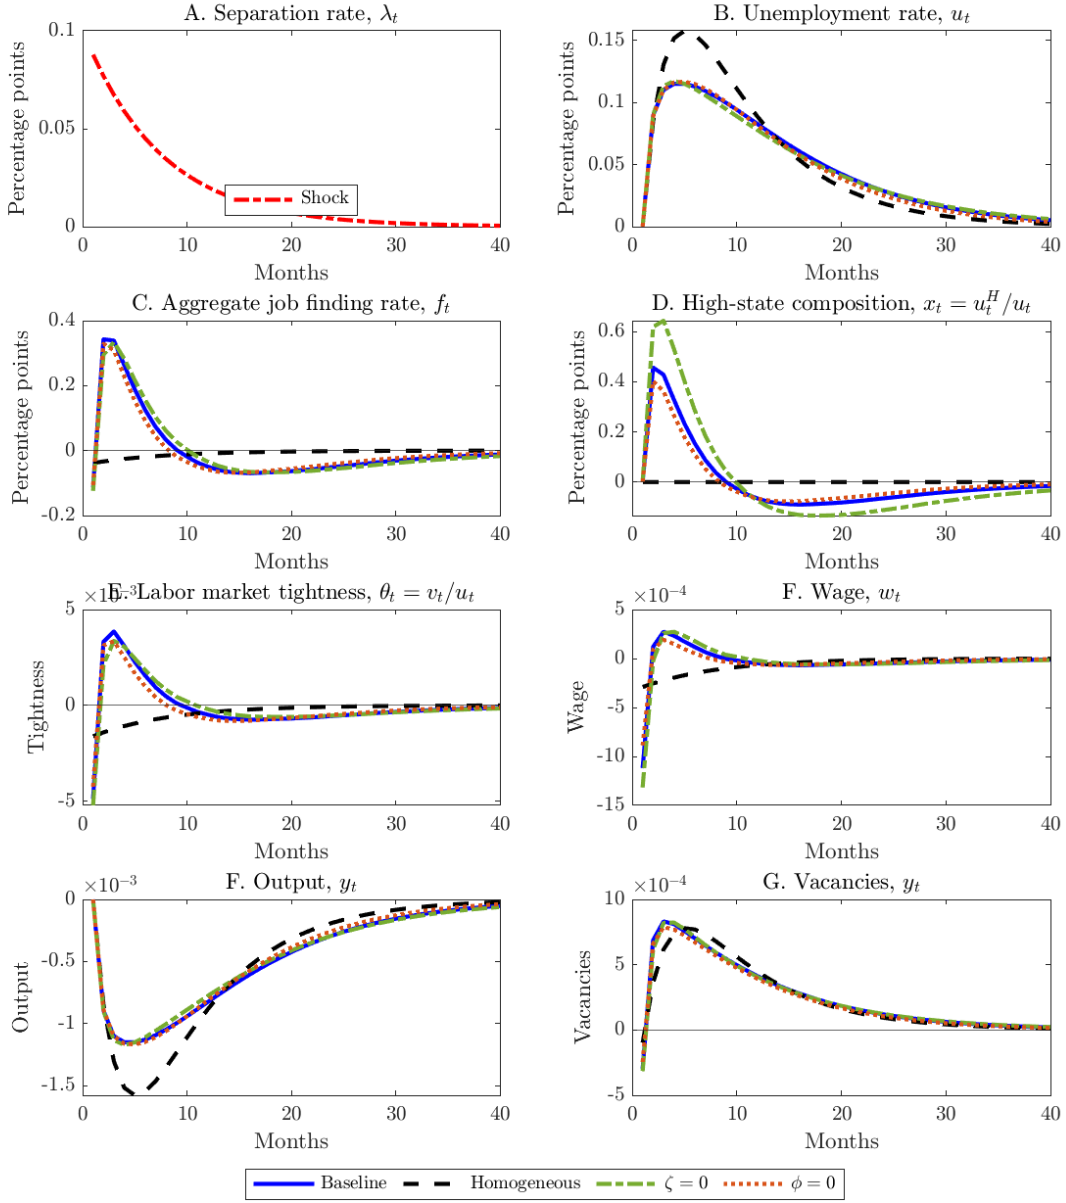 A. Separation rate, λ_t
B. Unemployment rate, u_t
Percentage points
0.1
0.05
0
0 10 20 30 40
Months
Shock
Percentage points
0.15
0.1
0.05
0
0 10 20 30 40
Months
C. Aggregate job finding rate, f_t
D. High-state composition, x_t = u_t^H/u_t
Percentage points
0.4
0.2
0
-0.2
0 10 20 30 40
Months
Percentage points
0.6
0.4
0.2
0
0 10 20 30 40
Months
×10^{-3}
E. Labor market tightness, θ_t = v_t/u_t
Tightness
5
0
-5
0 10 20 30 40
Months
×10^{-4}
F. Wage, w_t
Wage
5
0
-5
-10
-15
0 10 20 30 40
Months
×10^{-3}
F. Output, y_t
Output
0
-0.5
-1
-1.5
0 10 20 30 40
Months
×10^{-4}
G. Vacancies, y_t
Vacancies
10
5
0
-5
0 10 20 30 40
Months
Baseline Homogeneous ζ = 0 ϕ = 0